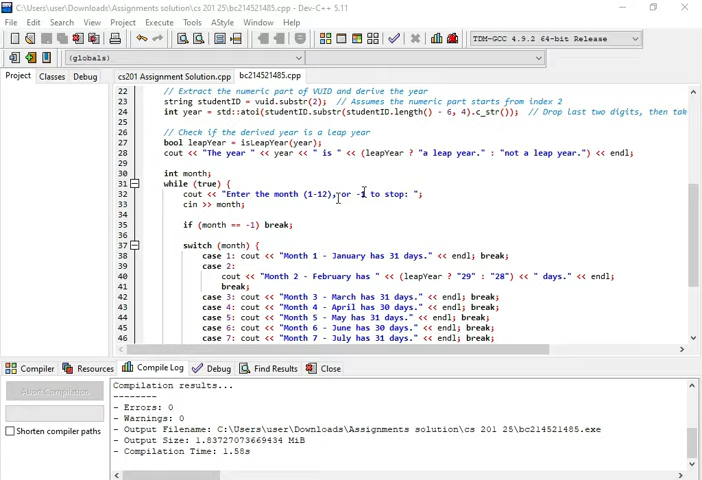 C:\Users\user\Downloads\Assignments solution\cs 201 25\bc214521485.cpp - Dev-C++ 5.11
File Edit Search View Project Execute Tools AStyle Window Help
TDM-GCC 4.9.2 64-bit Release
(globals)
Project Classes Debug cs201 Assignment Solution.cpp bc214521485.cpp
22 // Extract the numeric part of VUID and derive the year
23 string studentID = vuid.substr(2); // Assumes the numeric part starts from index 2
24 int year = std::atoi(studentID.substr(studentID.length() - 6, 4).c_str()); // Drop last two digits, then tak
25
26 // Check if the derived year is a leap year
27 bool leapYear = isLeapYear(year);
28 cout << "The year " << year << " is " << (leapYear ? "a leap year." : "not a leap year.") << endl;
29
30 int month;
31 while (true) {
32 cout << "Enter the month (1-12), or -1 to stop: ";
33 cin >> month;
34
35 if (month == -1) break;
36
37 switch (month) {
38 case 1: cout << "Month 1 - January has 31 days." << endl; break;
39 case 2:
40 cout << "Month 2 - February has " << (leapYear ? "29" : "28") << " days." << endl;
41 break;
42 case 3: cout << "Month 3 - March has 31 days." << endl; break;
43 case 4: cout << "Month 4 - April has 30 days." << endl; break;
44 case 5: cout << "Month 5 - May has 31 days." << endl; break;
45 case 6: cout << "Month 6 - June has 30 days." << endl; break;
46 case 7: cout << "Month 7 - July has 31 days." << endl; break;
Compiler Resources Compile Log Debug Find Results Close
Abort Compilation
Shorten compiler paths
Compilation results...
--------
- Errors: 0
- Warnings: 0
- Output Filename: C:\Users\user\Downloads\Assignments solution\cs 201 25\bc214521485.exe
- Output Size: 1.83727073669434 MiB
- Compilation Time: 1.58s